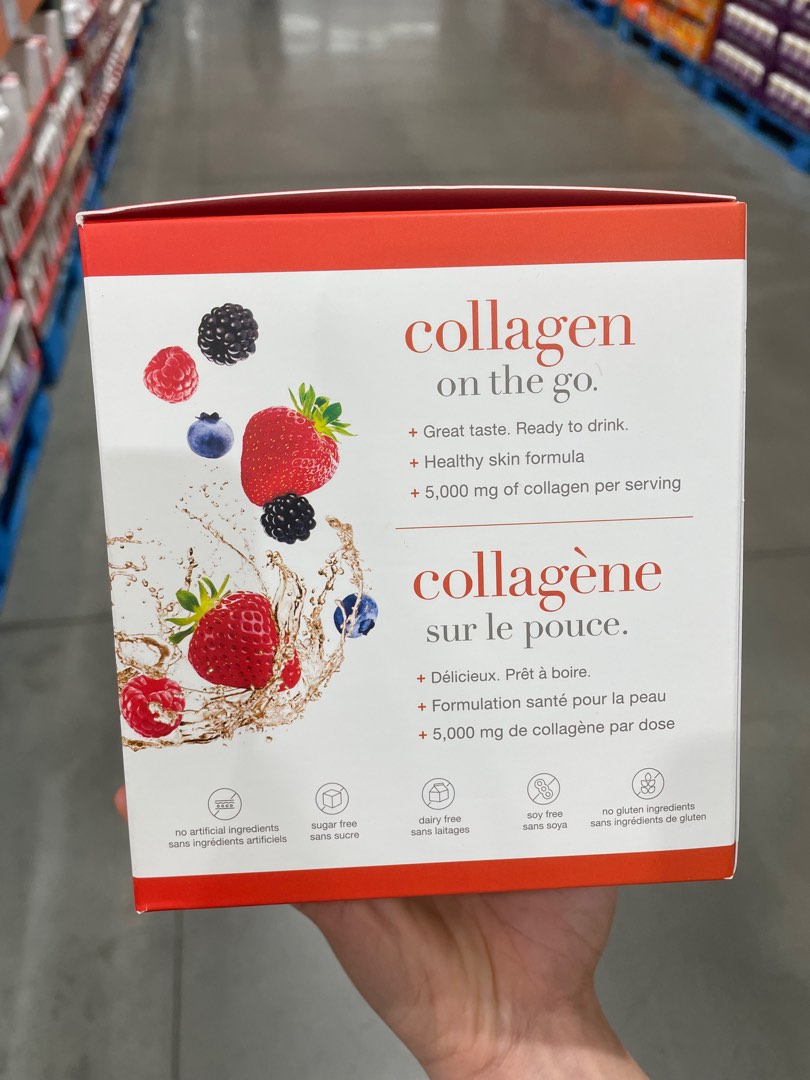 collagen
on the go.
+ Great taste. Ready to drink.
+ Healthy skin formula
+ 5,000 mg of collagen per serving
collagène
sur le pouce.
+ Délicieux. Prêt à boire.
+ Formulation santé pour la peau
+ 5,000 mg de collagène par dose
no artificial ingredients
sans ingrédients artificiels
sugar free
sans sucre
dairy free
sans laitages
soy free
sans soya
no gluten ingredients
sans ingrédients de gluten